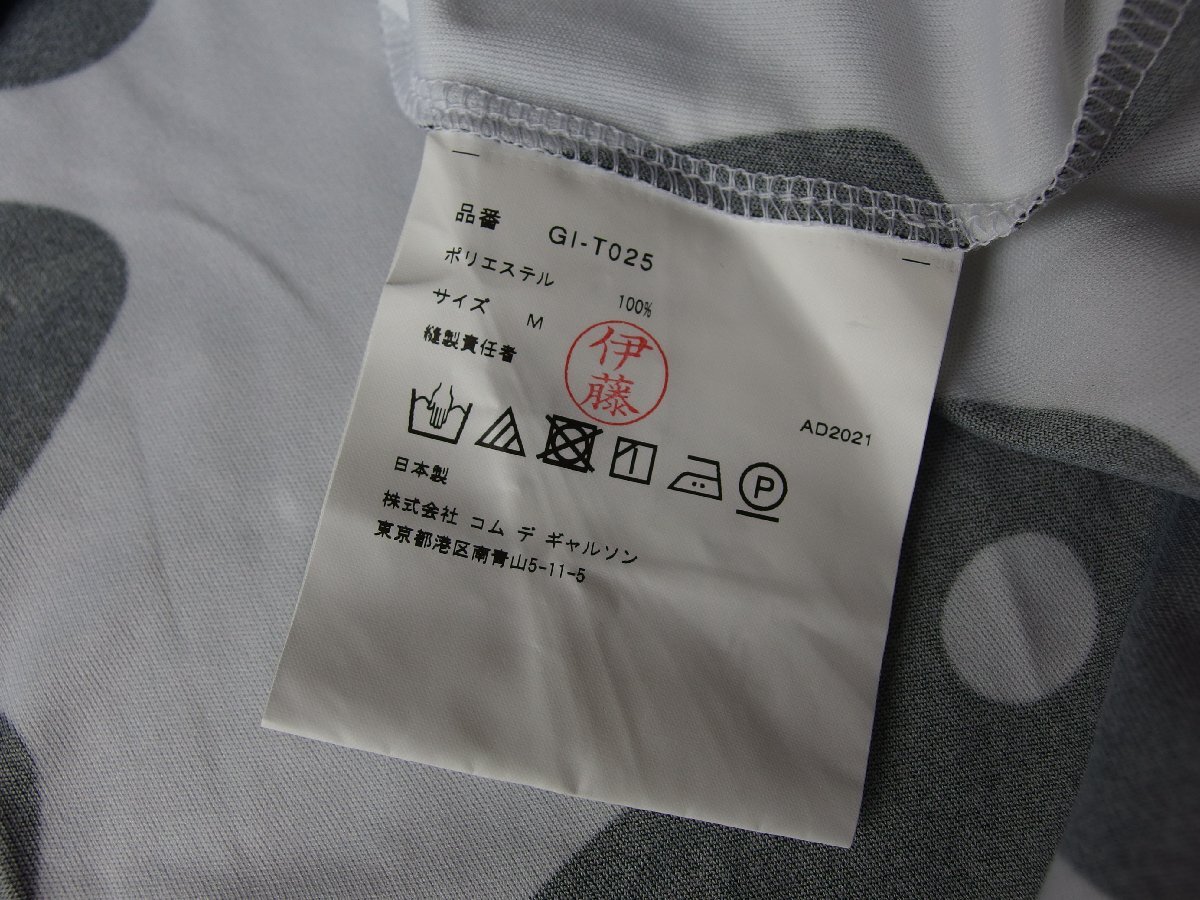 品番 GI-T025
ポリエステル 100%
サイズ M
縫製責任者 伊藤
AD2021
P
日本製
株式会社 コム デ ギャルソン
東京都港区南青山5-11-5